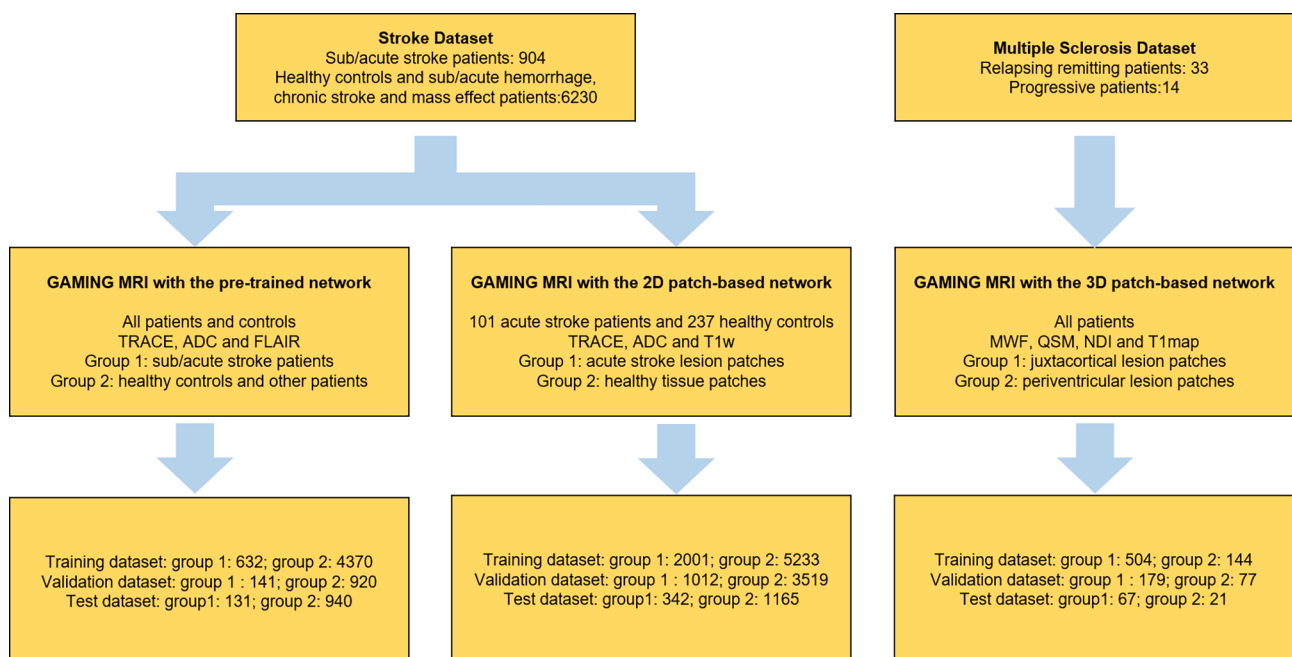 Stroke Dataset
Sub/acute stroke patients: 904
Healthy controls and sub/acute hemorrhage,
chronic stroke and mass effect patients:6230
Multiple Sclerosis Dataset
Relapsing remitting patients: 33
Progressive patients:14
GAMING MRI with the pre-trained network
All patients and controls
TRACE, ADC and FLAIR
Group 1: sub/acute stroke patients
Group 2: healthy controls and other patients
GAMING MRI with the 2D patch-based network
101 acute stroke patients and 237 healthy controls
TRACE, ADC and T1w
Group 1: acute stroke lesion patches
Group 2: healthy tissue patches
GAMING MRI with the 3D patch-based network
All patients
MWF, QSM, NDI and T1map
Group 1: juxtacortical lesion patches
Group 2: periventricular lesion patches
Training dataset: group 1: 632; group 2: 4370
Validation dataset: group 1 : 141; group 2: 920
Test dataset: group1: 131; group 2: 940
Training dataset: group 1: 2001; group 2: 5233
Validation dataset: group 1 : 1012; group 2: 3519
Test dataset: group1: 342; group 2: 1165
Training dataset: group 1: 504; group 2: 144
Validation dataset: group 1 : 179; group 2: 77
Test dataset: group1: 67; group 2: 21